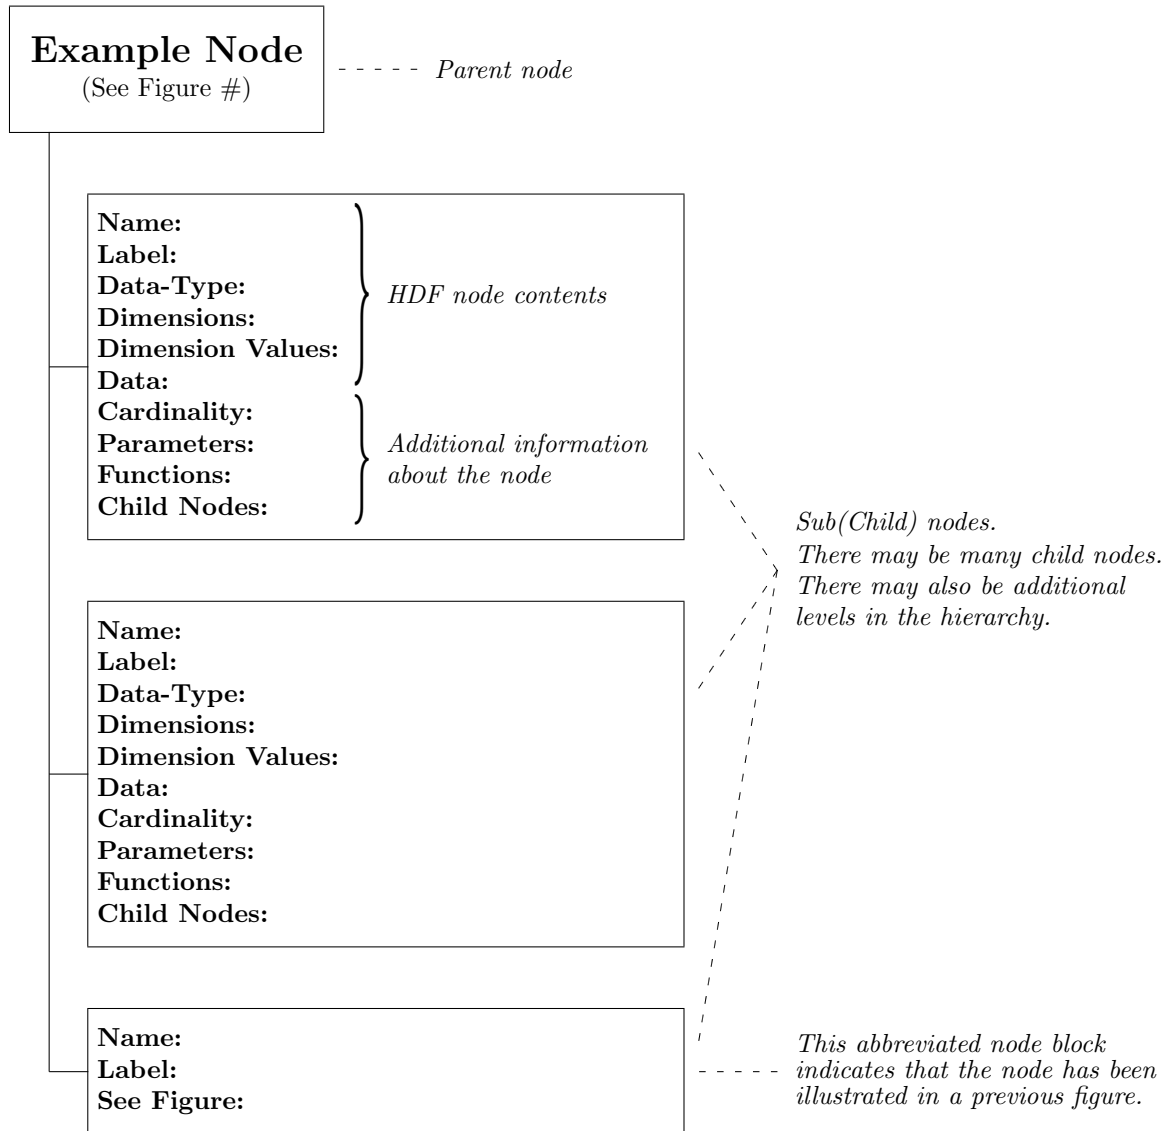 Example Node
(See Figure #)
Parent node
Name:
Label:
Data-Type:
Dimensions:
Dimension Values:
Data:
HDF node contents
Cardinality:
Parameters:
Functions:
Child Nodes:
Additional information
about the node
Sub(Child) nodes.
There may be many child nodes.
There may also be additional
levels in the hierarchy.
Name:
Label:
Data-Type:
Dimensions:
Dimension Values:
Data:
Cardinality:
Parameters:
Functions:
Child Nodes:
Name:
Label:
See Figure:
This abbreviated node block
indicates that the node has been
illustrated in a previous figure.